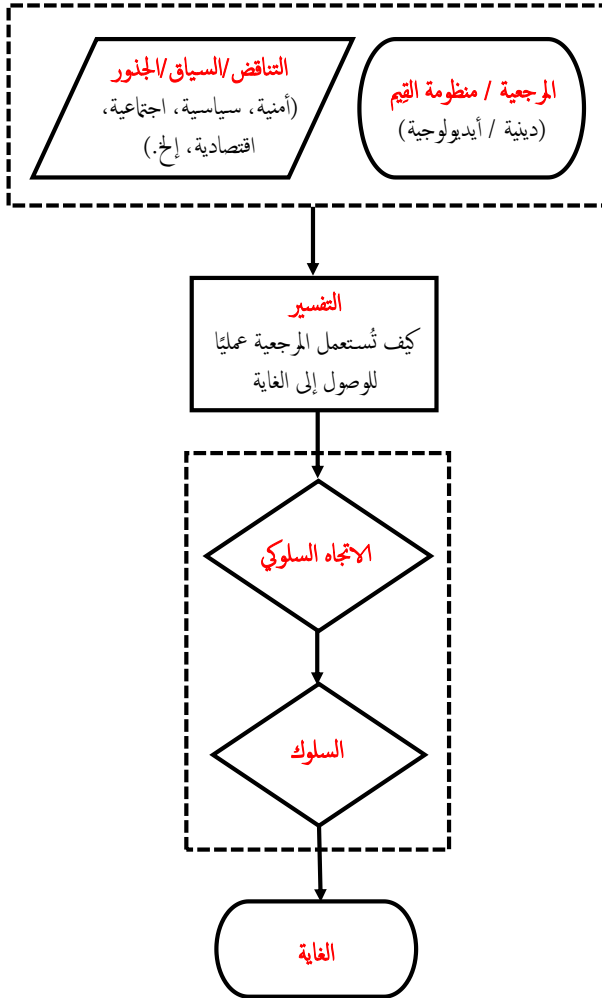 المرجعية / منظومة القيم
(دينية / أيديولوجية)
التناقض/السياق/الجذور
(أمنية، سياسية، اجتماعية،
اقتصادية، إلخ.)
التفسير
كيف تُستعمل المرجعية عمليًا
للوصول إلى الغاية
الاتجاه السلوكي
السلوك
الغاية